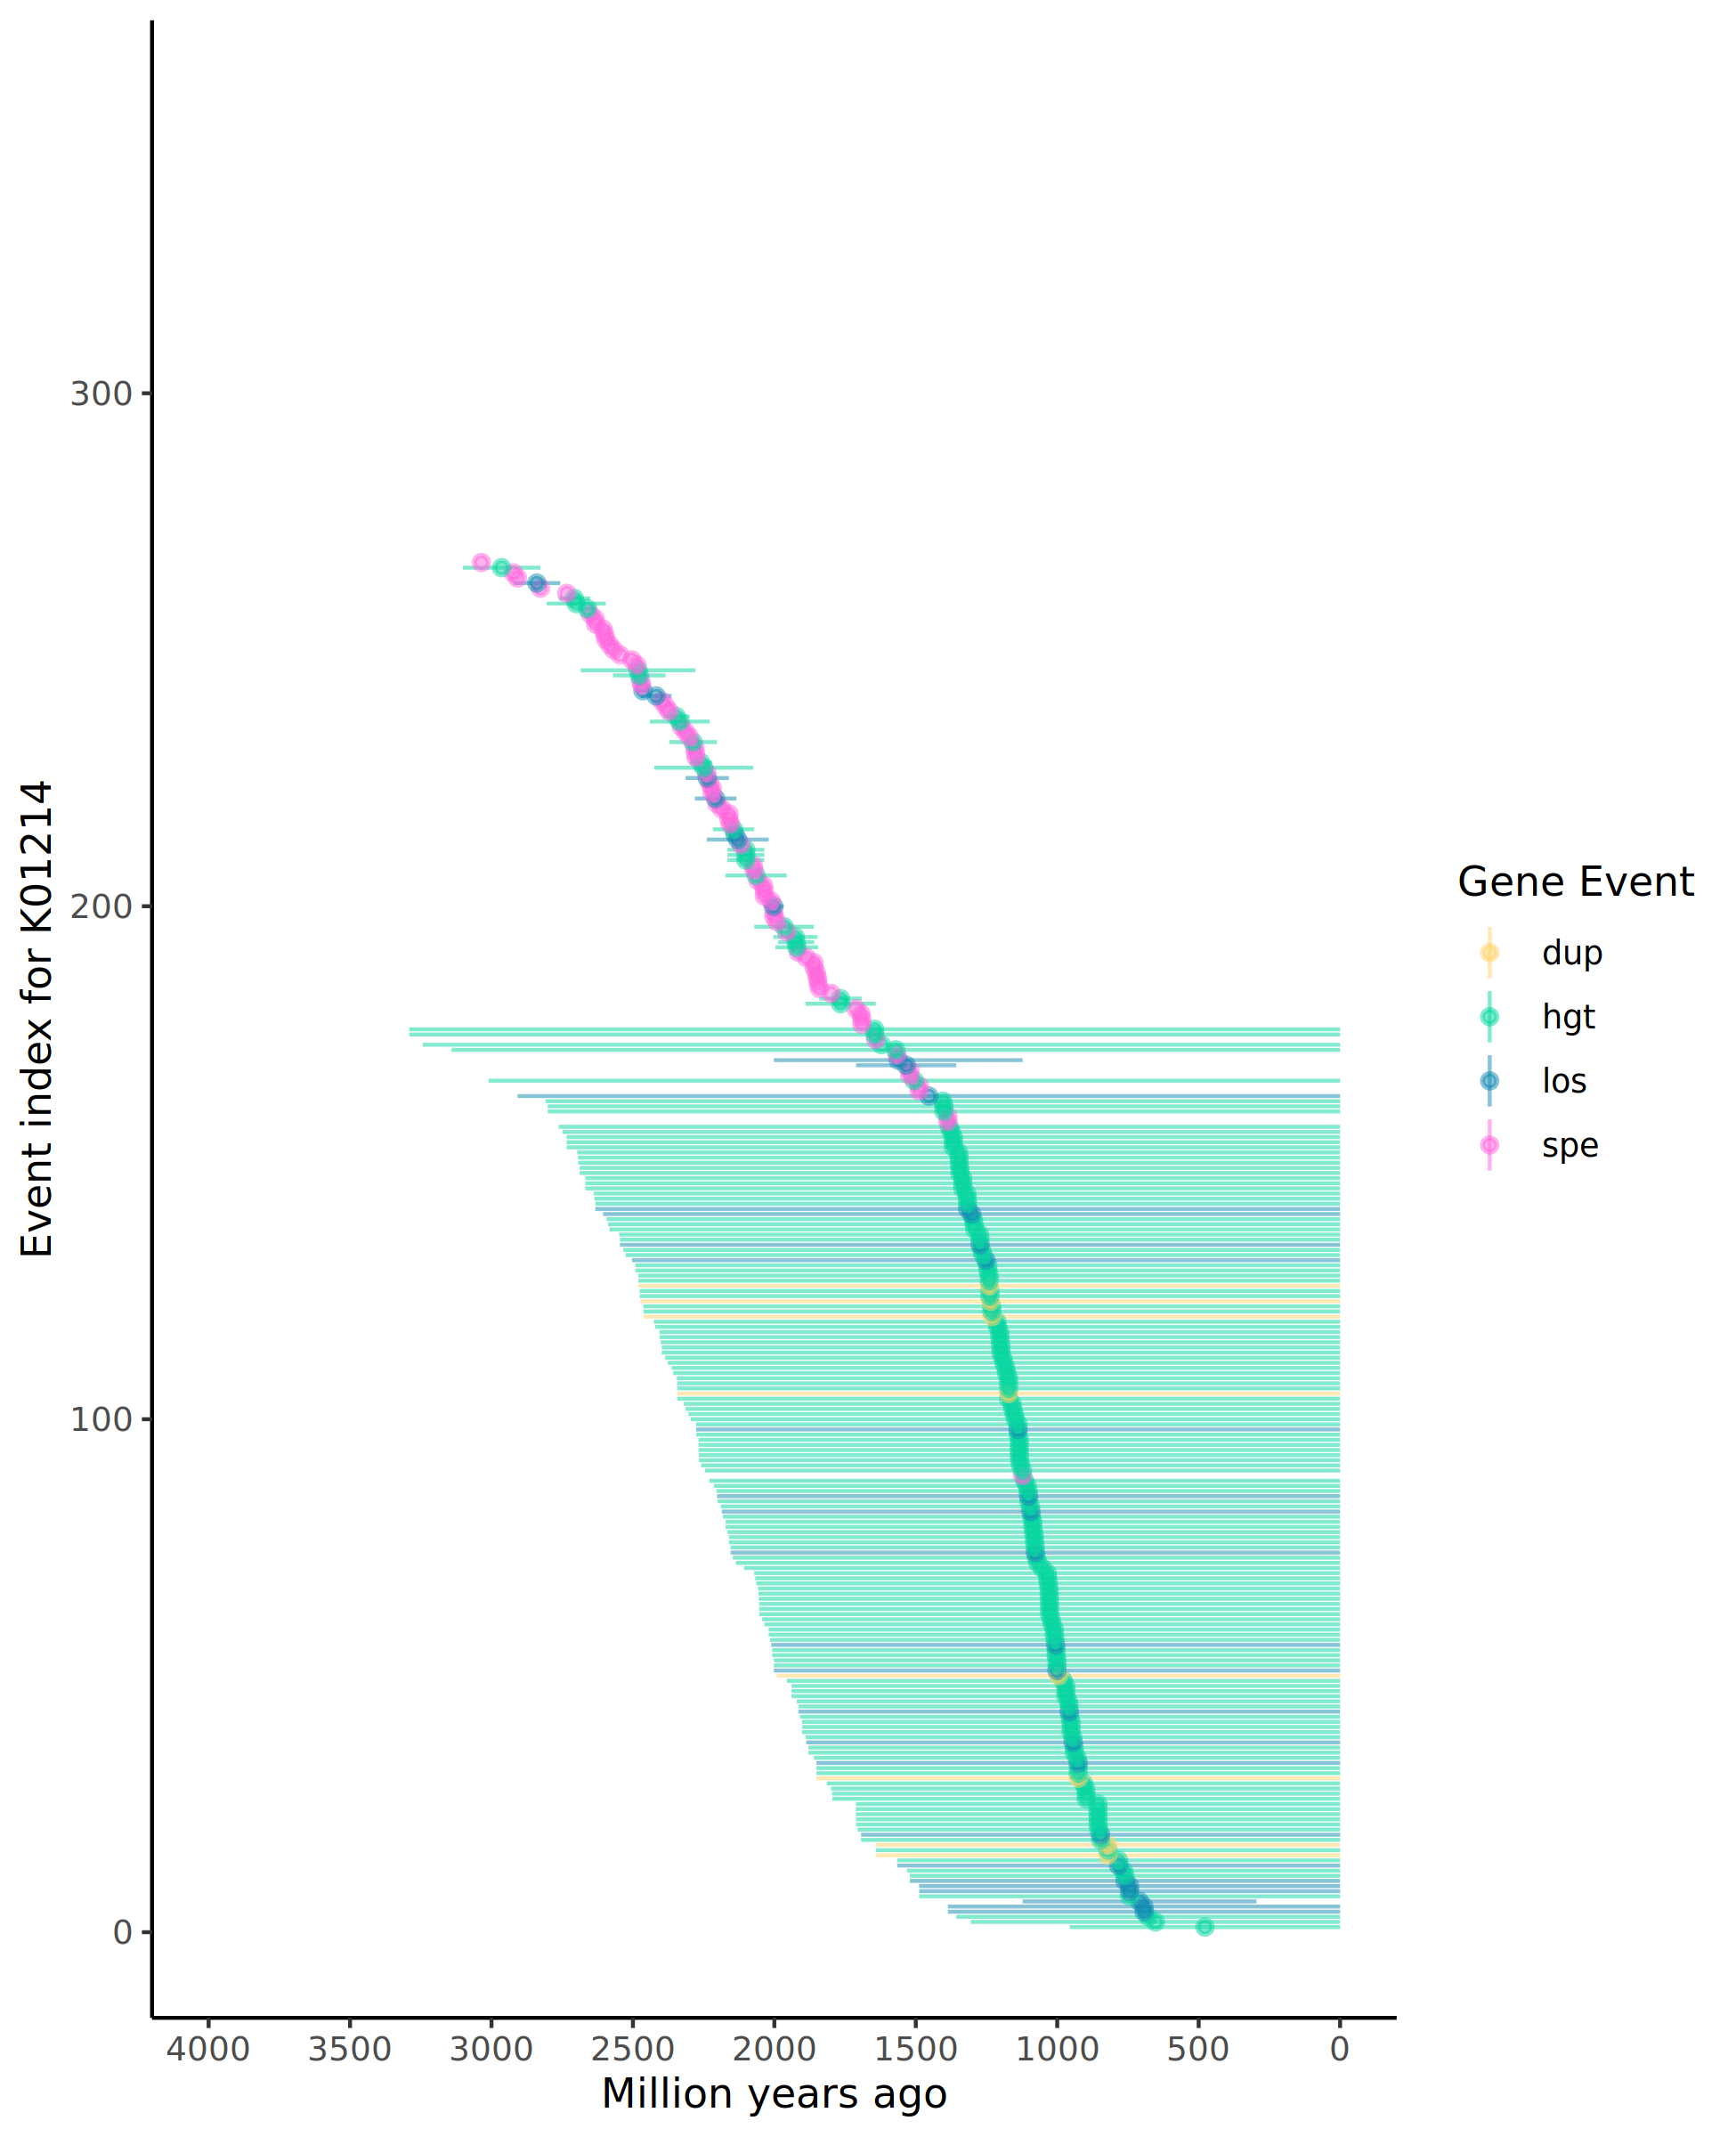 Event index for K01214
300
200
100
0
4000 3500 3000 2500 2000 1500 1000 500 0
Million years ago
Gene Event
dup
hgt
los
spe